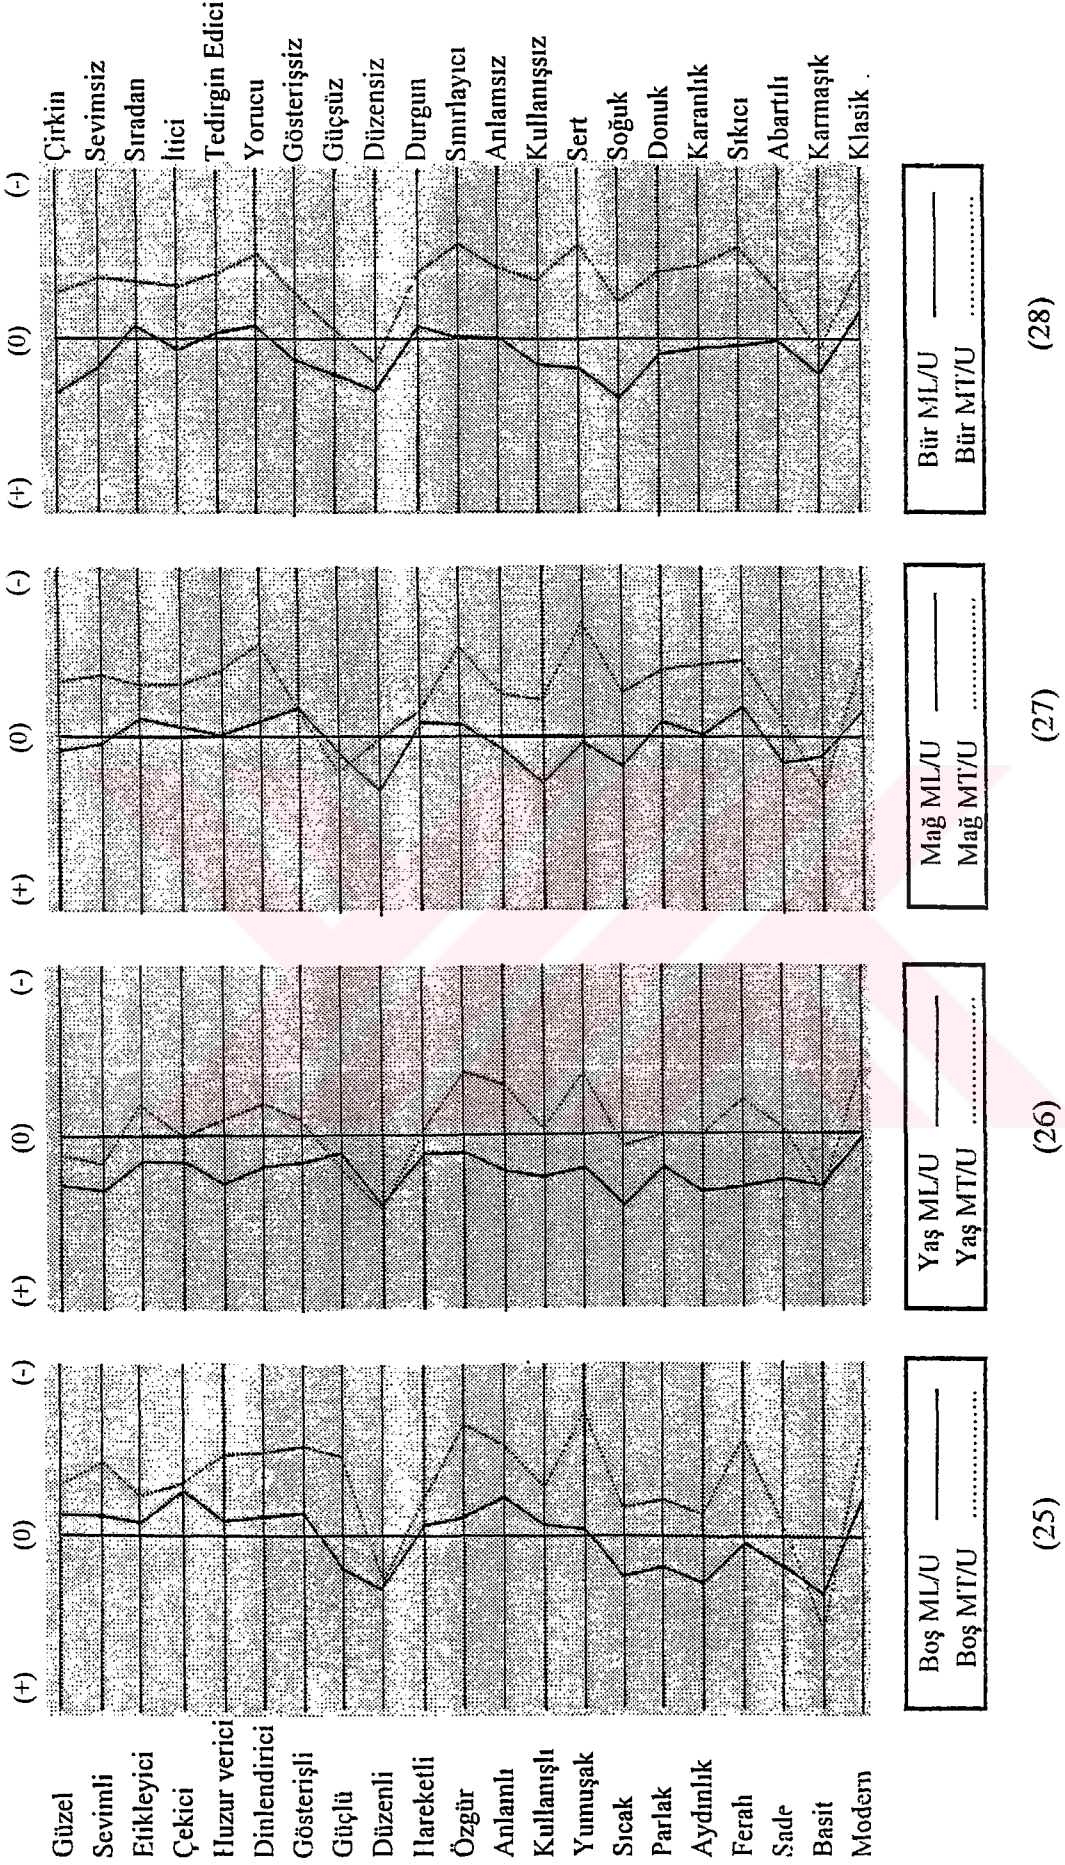 Güzel
Sevimli
Etikleyici
Çekici
Huzur verici
Dinlendirici
Gösterişli
Güçlü
Düzenli
Hareketli
Özgür
Anlamlı
Kullanışlı
Yumuşak
Sıcak
Parlak
Aydınlık
Ferah
Sade
Basit
Modern
(+) (0) (-)
Boş ML/U
Boş MT/U
(25)
(+) (0) (-)
Yaş ML/U
Yaş MT/U
(26)
(+) (0) (-)
Mağ ML/U
Mağ MT/U
(27)
(+) (0) (-)
Bür ML/U
Bür MT/U
(28)
Çirkin
Sevimsiz
Sıradan
İtici
Tedirgin Edici
Yorucu
Gösterişsiz
Güçsüz
Düzensiz
Durgun
Sınırlayıcı
Anlamsız
Kullanışsız
Sert
Soğuk
Donuk
Karanlık
Sıkıcı
Abartılı
Karmaşık
Klasik